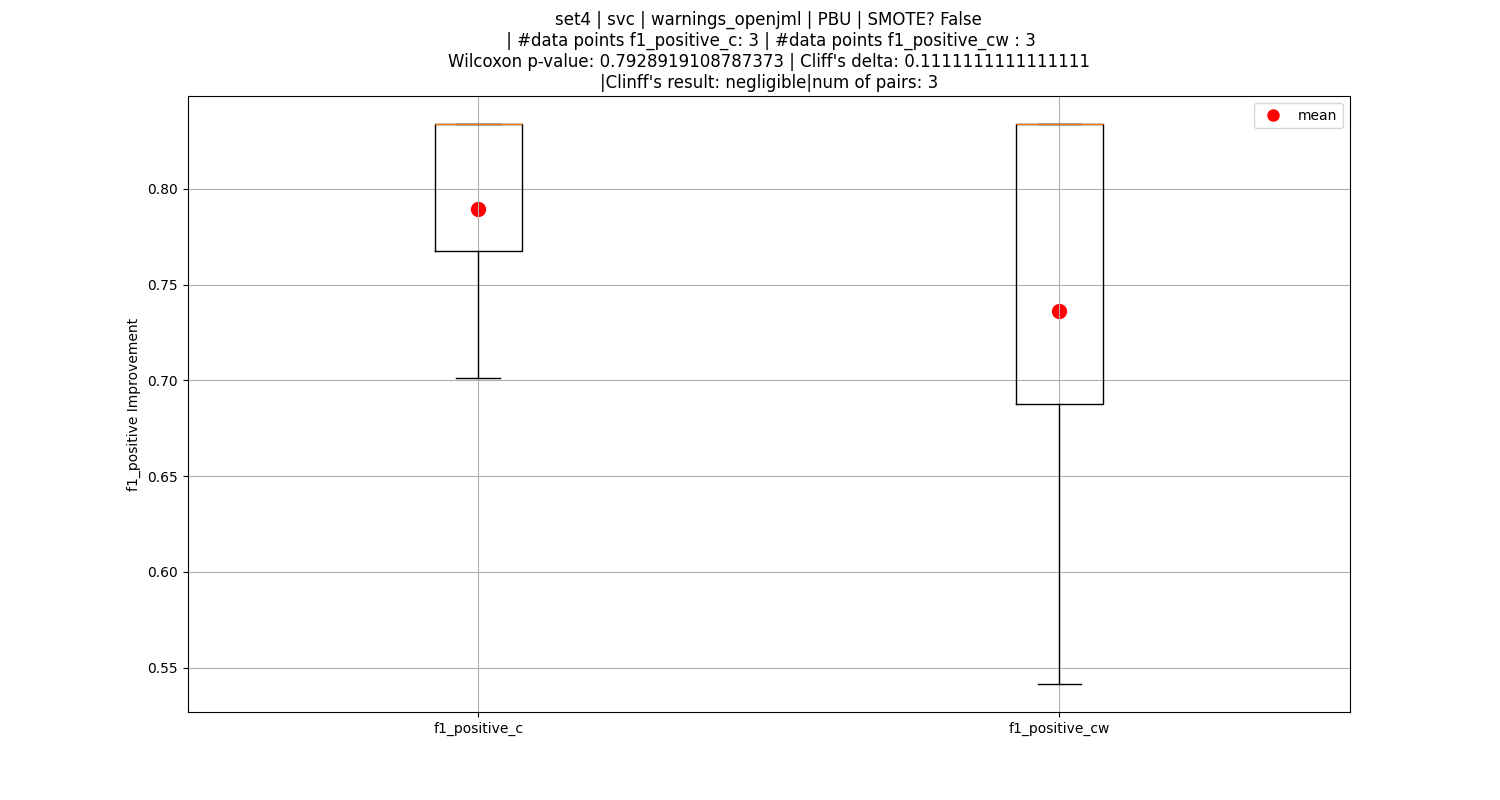 set4 | svc | warnings_openjml | PBU | SMOTE? False
| #data points f1_positive_c: 3 | #data points f1_positive_cw : 3
Wilcoxon p-value: 0.7928919108787373 | Cliff's delta: 0.1111111111111111
|Clinff's result: negligible|num of pairs: 3
mean
0.80
0.75
0.70
0.65
0.60
0.55
f1_positive Improvement
f1_positive_c
f1_positive_cw